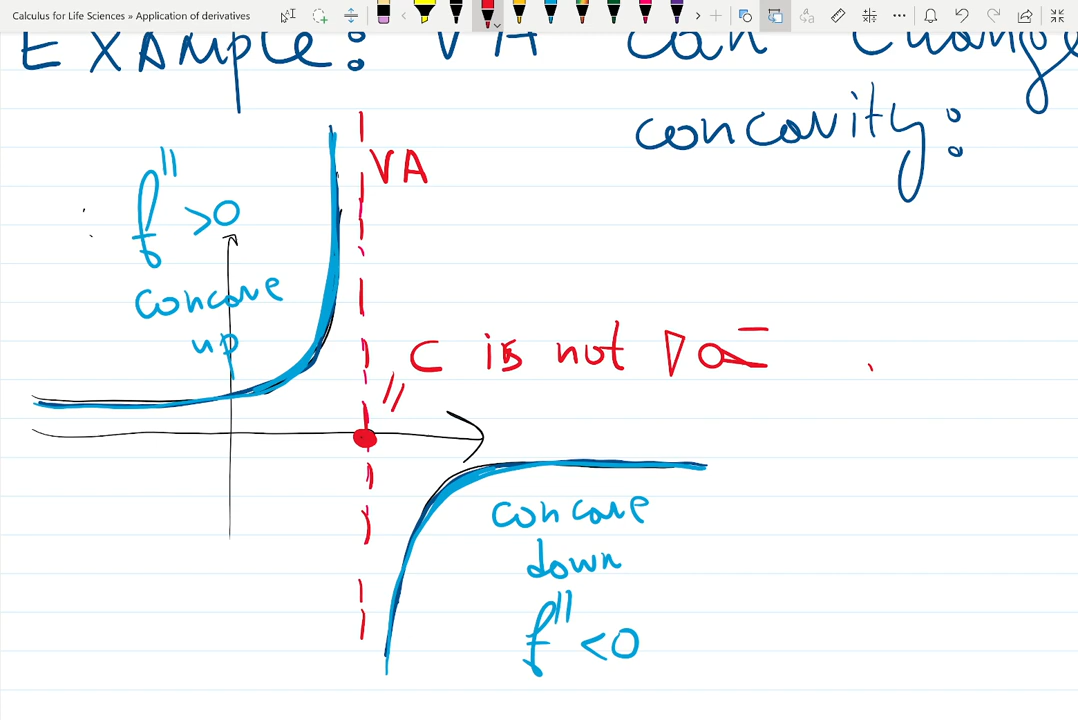 Calculus for Life Sciences » Application of derivatives
Example: VA can change
concavity:
VA
f'' >0
concave
up
C is not
concave
down
f'' <0